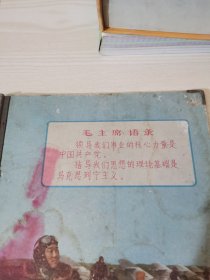 毛主席语录
领导我们事业的核心力量是
中国共产党。
指导我们思想的理论基础是
马克思列宁主义。